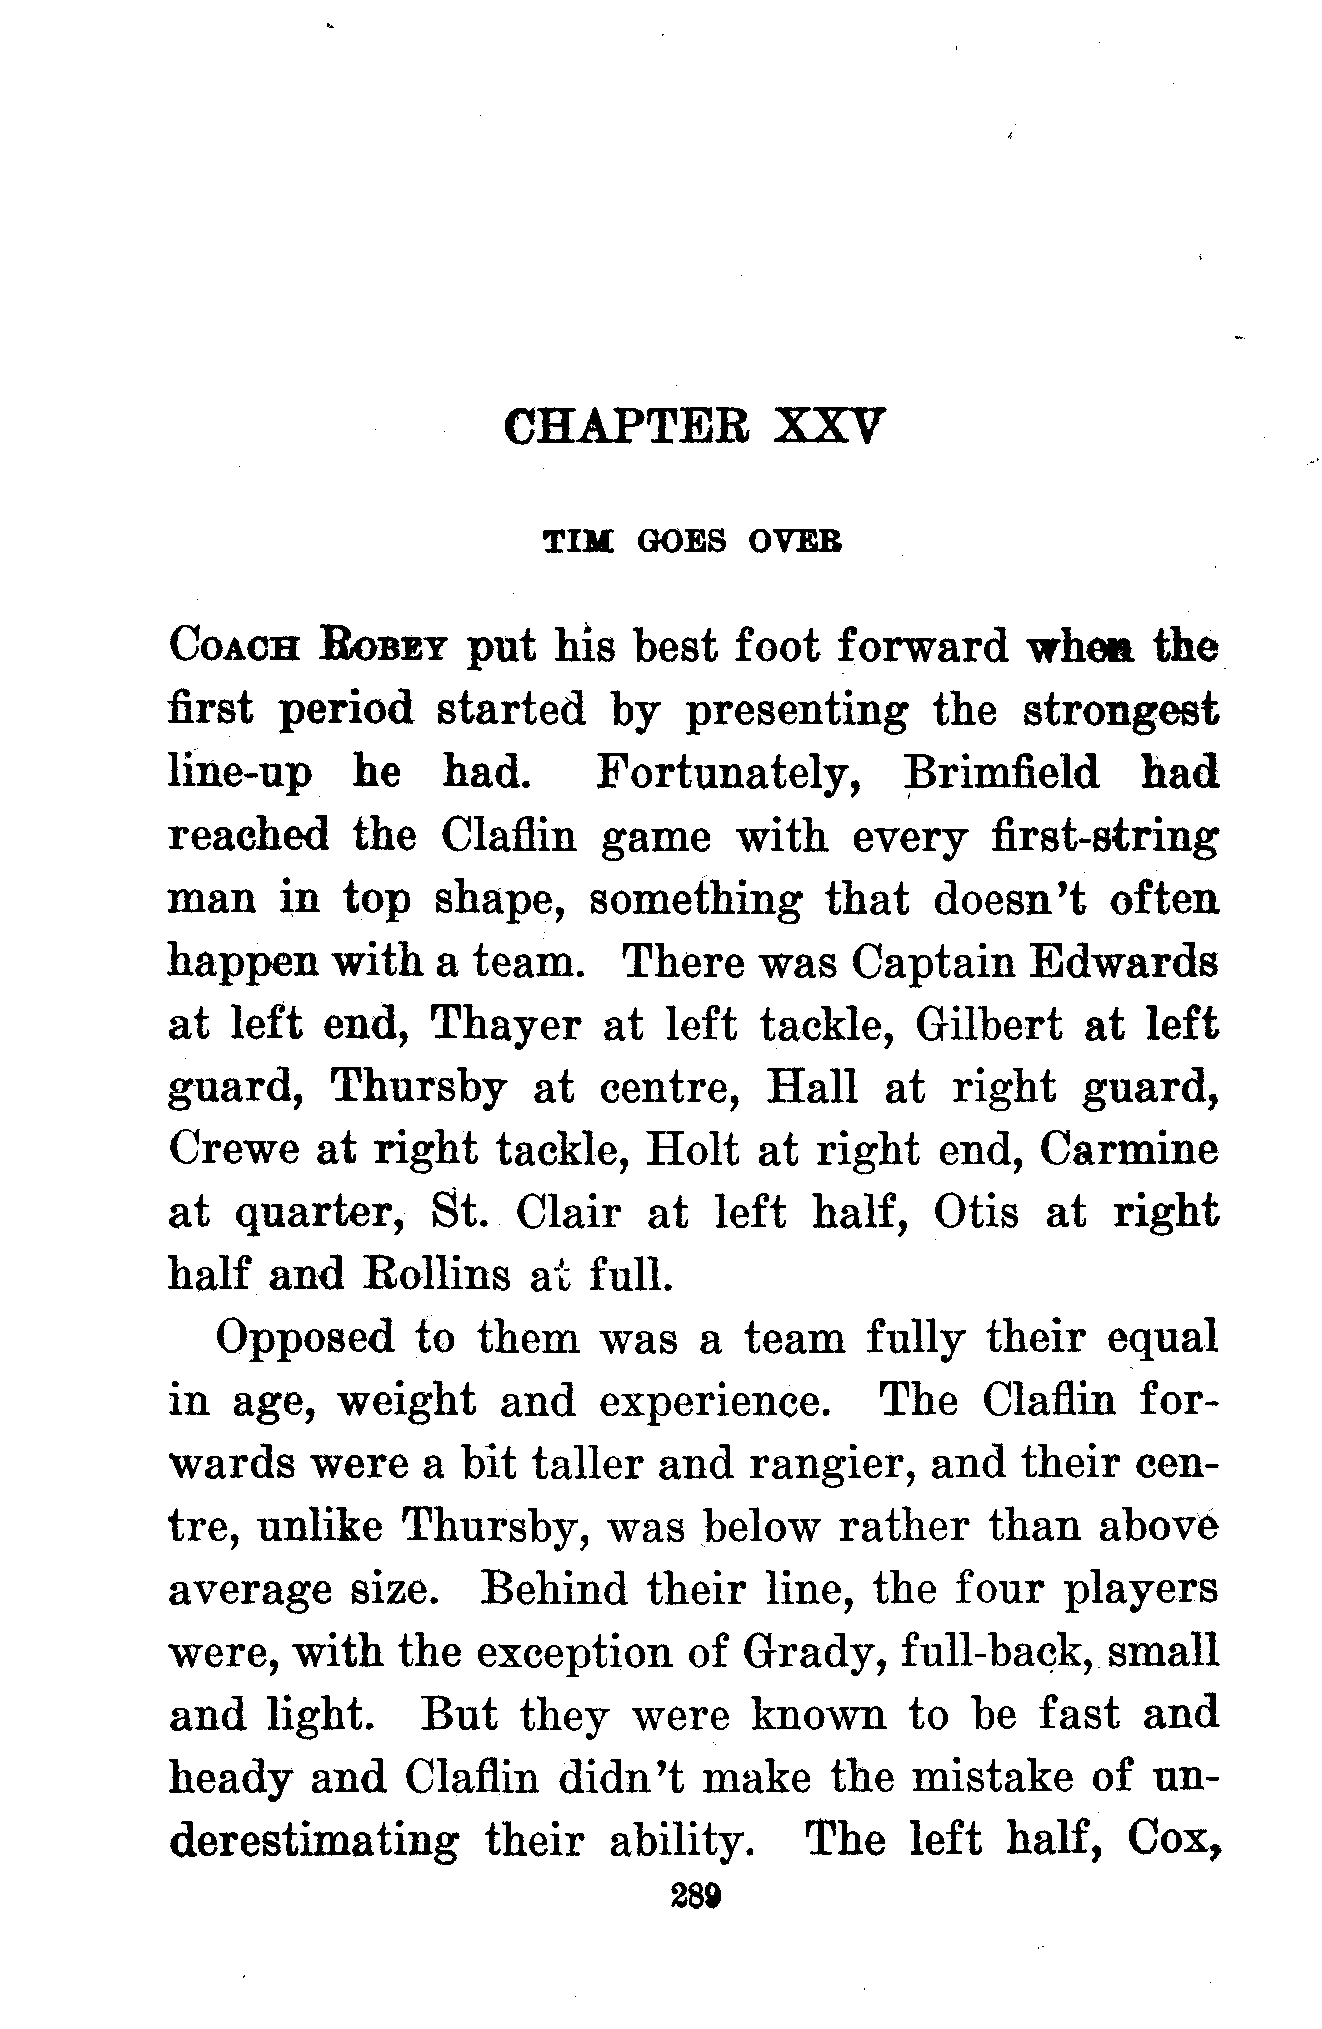 CHAPTER XXV
TIM GOES OVER
COACH ROBEY put his best foot forward when the
first period started by presenting the strongest
line-up he had. Fortunately, Brimfield had
reached the Claflin game with every first-string
man in top shape, something that doesn't often
happen with a team. There was Captain Edwards
at left end, Thayer at left tackle, Gilbert at left
guard, Thursby at centre, Hall at right guard,
Crewe at right tackle, Holt at right end, Carmine
at quarter, St. Clair at left half, Otis at right
half and Rollins at full.
Opposed to them was a team fully their equal
in age, weight and experience. The Claflin for-
wards were a bit taller and rangier, and their cen-
tre, unlike Thursby, was below rather than above
average size. Behind their line, the four players
were, with the exception of Grady, full-back, small
and light. But they were known to be fast and
heady and Claflin didn't make the mistake of un-
derestimating their ability. The left half, Cox,
289